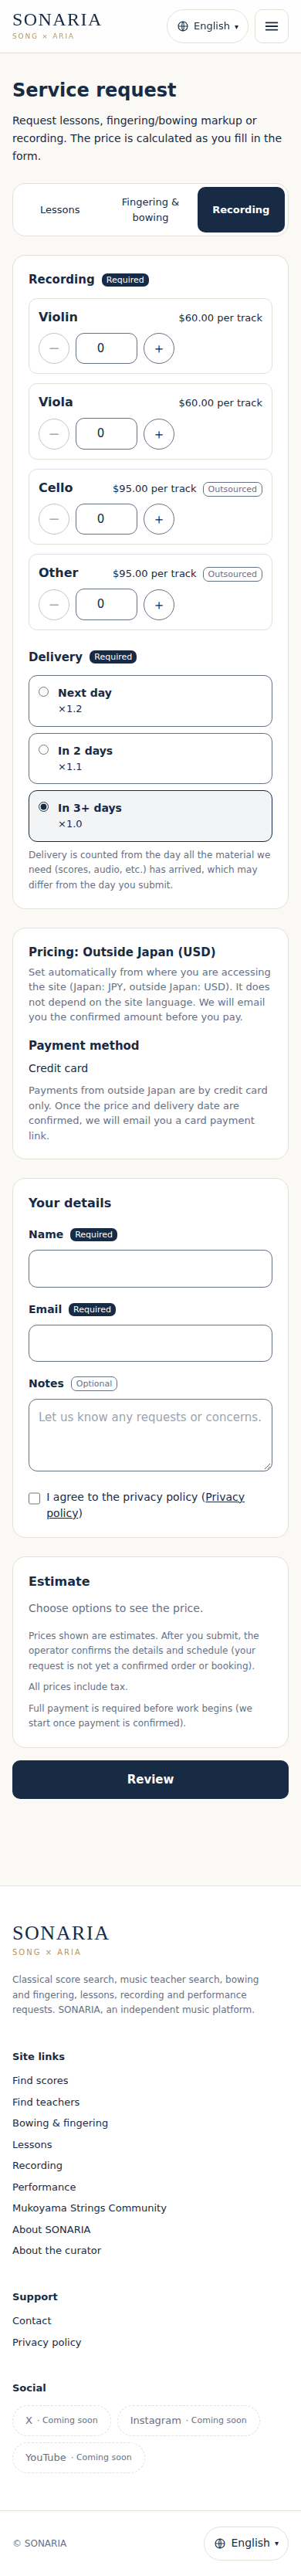 SONARIA
SONG × ARIA
English ▾
Service request
Request lessons, fingering/bowing markup or
recording. The price is calculated as you fill in the
form.
Lessons
Fingering &
bowing
Recording
Recording Required
Violin $60.00 per track
— 0 +
Viola $60.00 per track
— 0 +
Cello $95.00 per track Outsourced
— 0 +
Other $95.00 per track Outsourced
— 0 +
Delivery Required
Next day
×1.2
In 2 days
×1.1
In 3+ days
×1.0
Delivery is counted from the day all the material we
need (scores, audio, etc.) has arrived, which may
differ from the day you submit.
Pricing: Outside Japan (USD)
Set automatically from where you are accessing
the site (Japan: JPY, outside Japan: USD). It does
not depend on the site language. We will email
you the confirmed amount before you pay.
Payment method
Credit card
Payments from outside Japan are by credit card
only. Once the price and delivery date are
confirmed, we will email you a card payment
link.
Your details
Name Required
Email Required
Notes Optional
Let us know any requests or concerns.
I agree to the privacy policy (Privacy
policy)
Estimate
Choose options to see the price.
Prices shown are estimates. After you submit, the
operator confirms the details and schedule (your
request is not yet a confirmed order or booking).
All prices include tax.
Full payment is required before work begins (we
start once payment is confirmed).
Review
SONARIA
SONG × ARIA
Classical score search, music teacher search, bowing
and fingering, lessons, recording and performance
requests. SONARIA, an independent music platform.
Site links
Find scores
Find teachers
Bowing & fingering
Lessons
Recording
Performance
Mukoyama Strings Community
About SONARIA
About the curator
Support
Contact
Privacy policy
Social
X · Coming soon
Instagram · Coming soon
YouTube · Coming soon
© SONARIA
English ▾